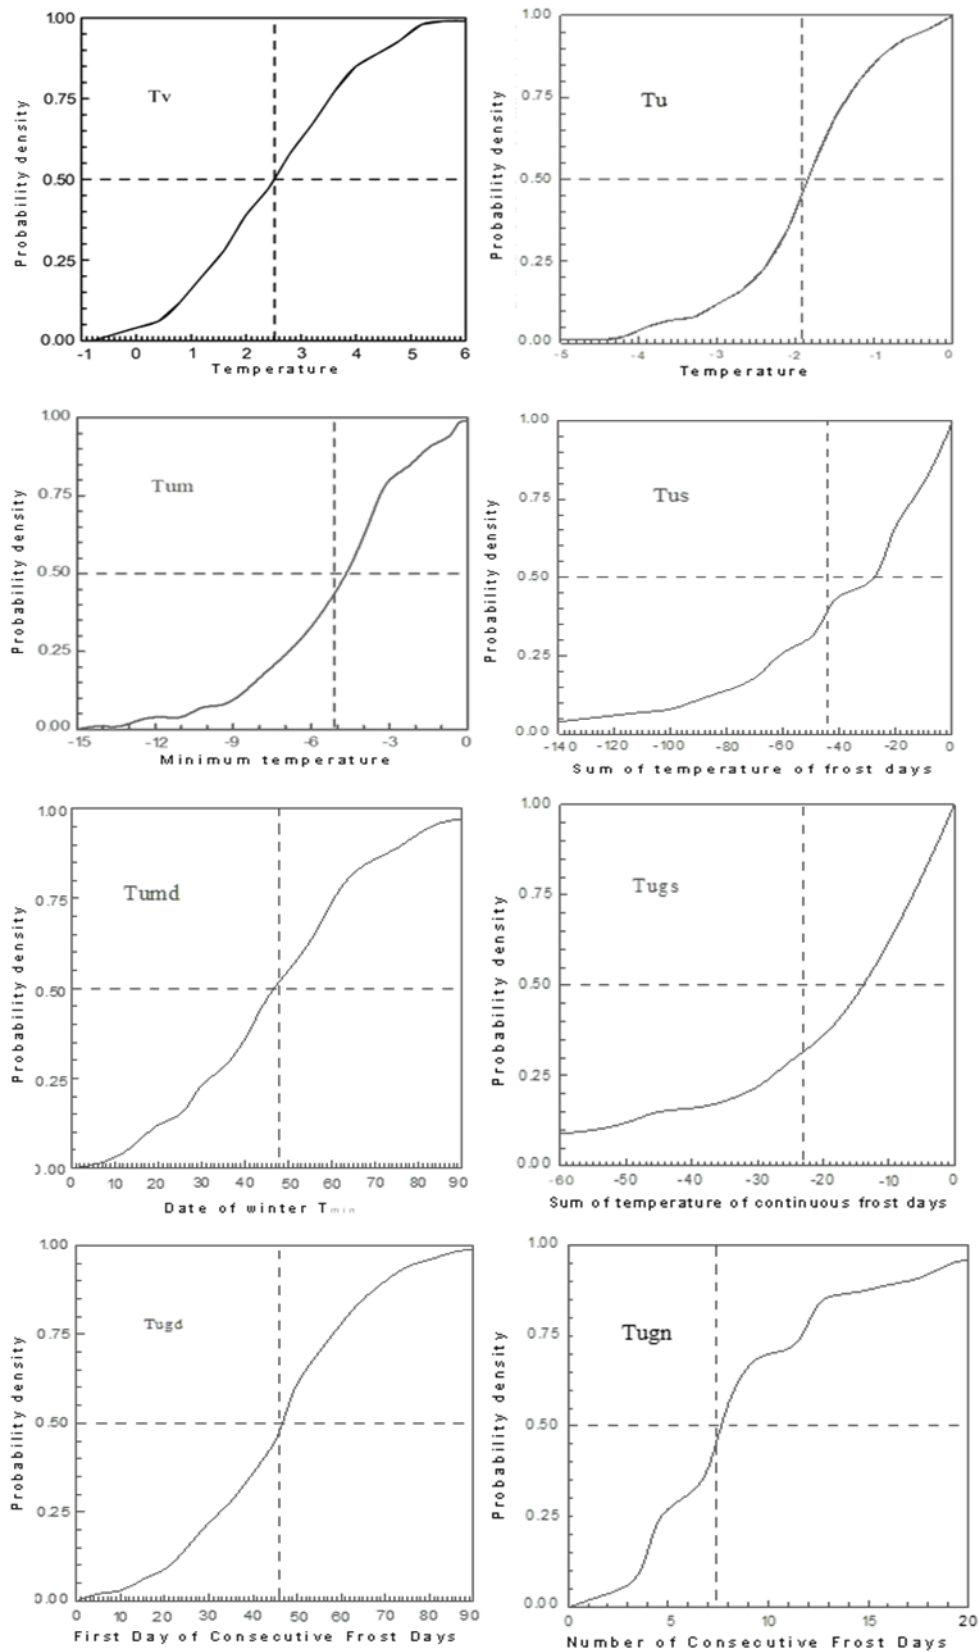 1.00
0.75
0.50
0.25
0.00
Probability density
Tv
-1 0 1 2 3 4 5 6
Temperature
1.00
0.75
0.50
0.25
0.00
Probability density
Tu
-5 -4 -3 -2 -1 0
Temperature
1.00
0.75
0.50
0.25
0.00
Probability density
Tum
-15 -12 -9 -6 -3 0
Minimum temperature
1.00
0.75
0.50
0.25
0.00
Probability density
Tus
-140 -120 -100 -80 -60 -40 -20 0
Sum of temperature of frost days
1.00
0.75
0.50
0.25
0.00
Probability density
Tumd
0 10 20 30 40 50 60 70 80 90
Date of winter Tmin
1.00
0.75
0.50
0.25
0.00
Probability density
Tugs
-60 -50 -40 -30 -20 -10 0
Sum of temperature of continuous frost days
1.00
0.75
0.50
0.25
0.00
Probability density
Tugd
0 10 20 30 40 50 60 70 80 90
First Day of Consecutive Frost Days
1.00
0.75
0.50
0.25
0.00
Probability density
Tugn
0 5 10 15 20
Number of Consecutive Frost Days